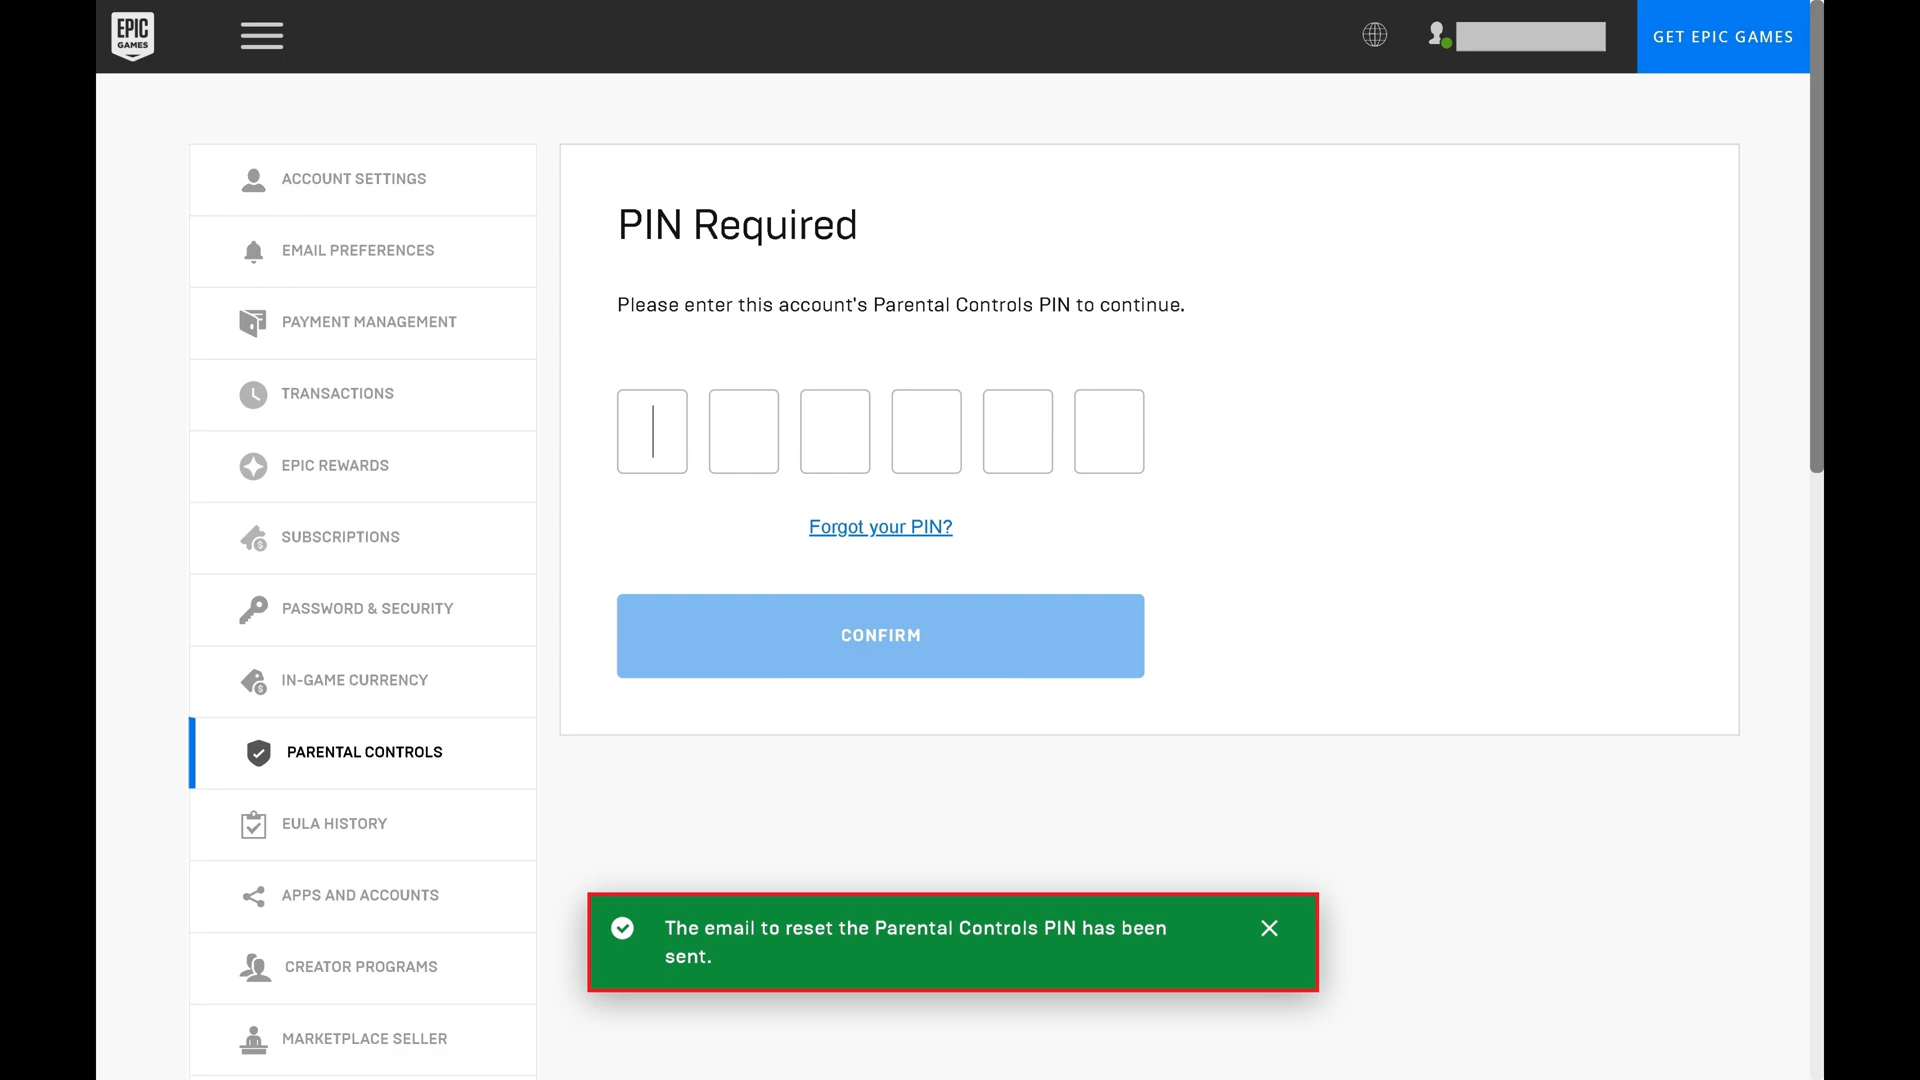 EPIC
GAMES
GET EPIC GAMES
ACCOUNT SETTINGS
EMAIL PREFERENCES
PAYMENT MANAGEMENT
TRANSACTIONS
EPIC REWARDS
SUBSCRIPTIONS
PASSWORD & SECURITY
IN-GAME CURRENCY
PARENTAL CONTROLS
EULA HISTORY
APPS AND ACCOUNTS
CREATOR PROGRAMS
MARKETPLACE SELLER
PIN Required
Please enter this account's Parental Controls PIN to continue.
Forgot your PIN?
CONFIRM
The email to reset the Parental Controls PIN has been
sent.